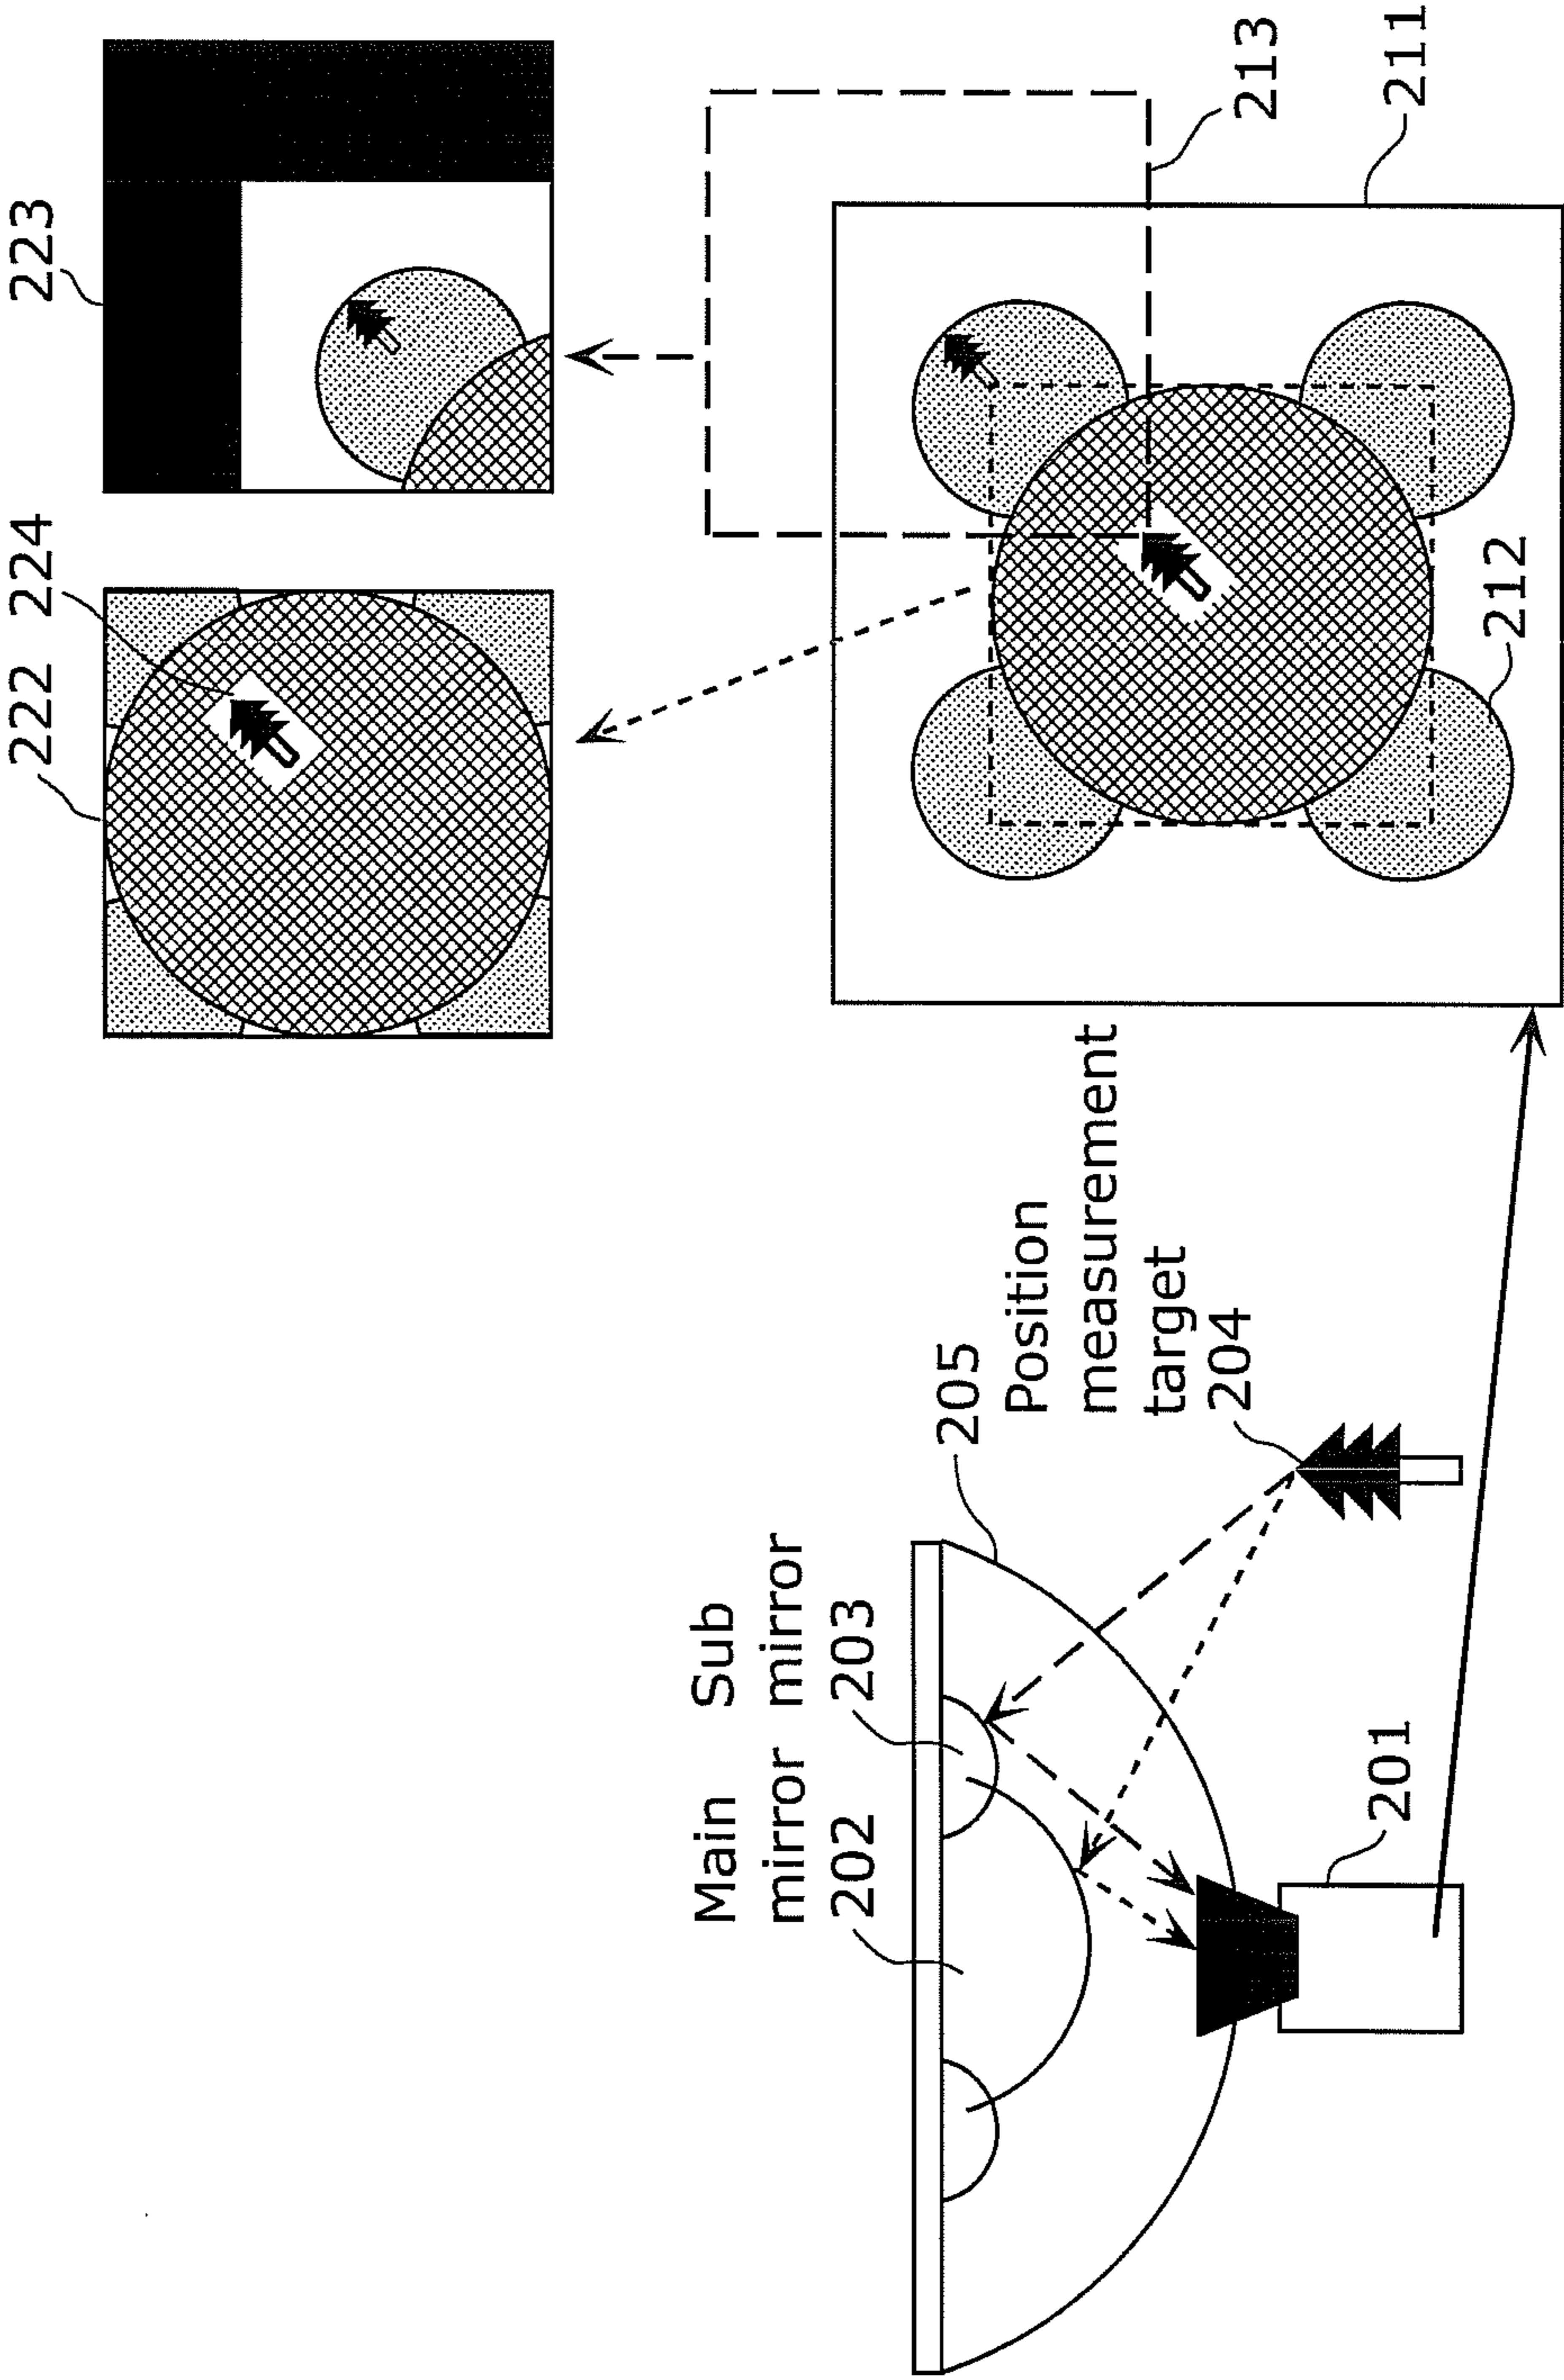 222 224
223
Main Sub
mirror mirror
202 203
205
Position
measurement
target
204
213
201
211
212